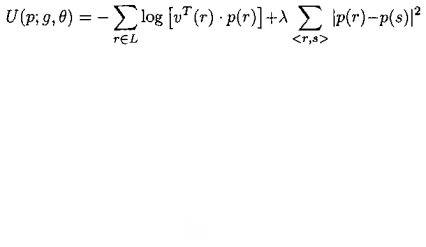 U(p; g, θ) = − ∑_{r∈L} log [v^T(r) · p(r)] + λ ∑_{<r,s>} |p(r)−p(s)|²